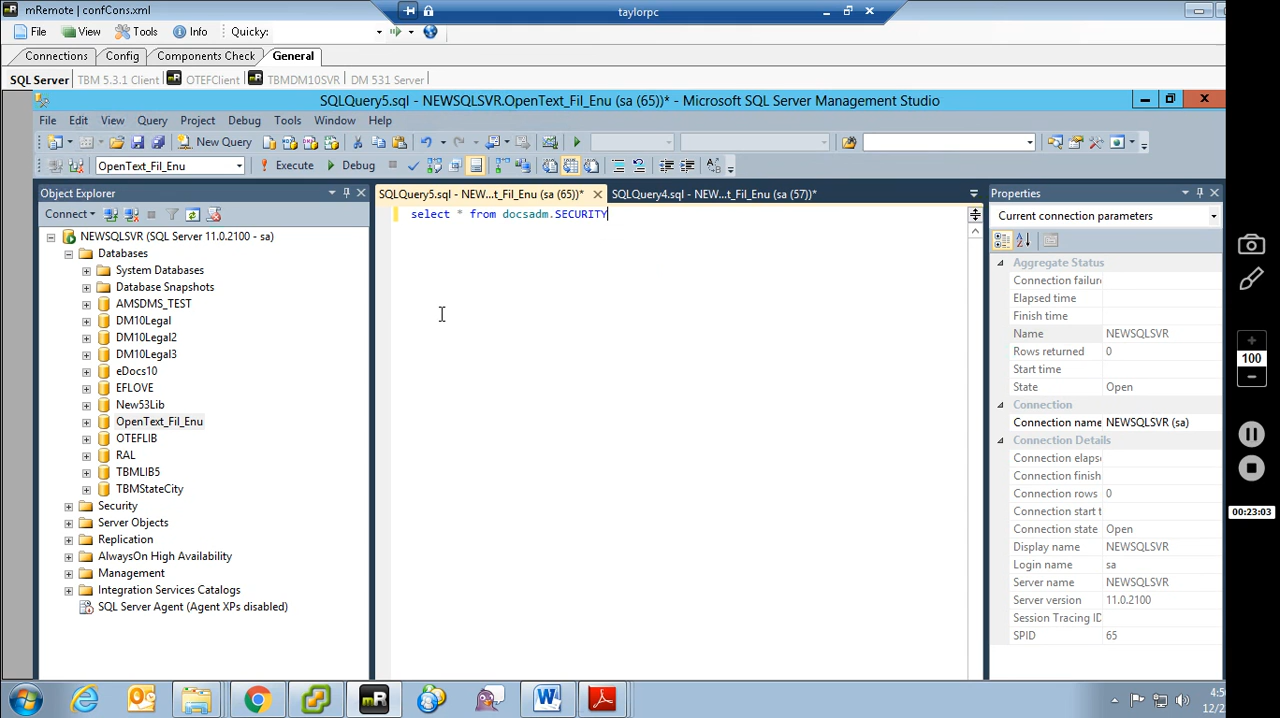 mRemote | confCons.xml
taylorpc
File View Tools Info Quickly:
Connections Config Components Check General
SQL Server TBM 5.3.1 Client OTEFClient TBMDM10SVR DM 531 Server
SQLQuery5.sql - NEWSQLSVR.OpenText_Fil_Enu (sa (65))* - Microsoft SQL Server Management Studio
File Edit View Query Project Debug Tools Window Help
New Query
OpenText_Fil_Enu Execute Debug
Object Explorer
SQLQuery5.sql - NEW...t_Fil_Enu (sa (65))* SQLQuery4.sql - NEW...t_Fil_Enu (sa (57))*
Properties
Connect
select * from docsadm.SECURITY
Current connection parameters
NEWSQLSVR (SQL Server 11.0.2100 - sa)
Databases
System Databases
Database Snapshots
AMSDMS_TEST
DM10Legal
DM10Legal2
DM10Legal3
eDocs10
EFLOVE
New53Lib
OpenText_Fil_Enu
OTEFLIB
RAL
TBMLIB5
TBMStateCity
Security
Server Objects
Replication
AlwaysOn High Availability
Management
Integration Services Catalogs
SQL Server Agent (Agent XPs disabled)
Aggregate Status
Connection failure
Elapsed time
Finish time
Name NEWSQLSVR
Rows returned 0
Start time
State Open
Connection
Connection name NEWSQLSVR (sa)
Connection Details
Connection elapse
Connection finish
Connection rows 0
Connection start t
Connection state Open
Display name NEWSQLSVR
Login name sa
Server name NEWSQLSVR
Server version 11.0.2100
Session Tracing ID
SPID 65
100
00:23:03
4:5
12/2